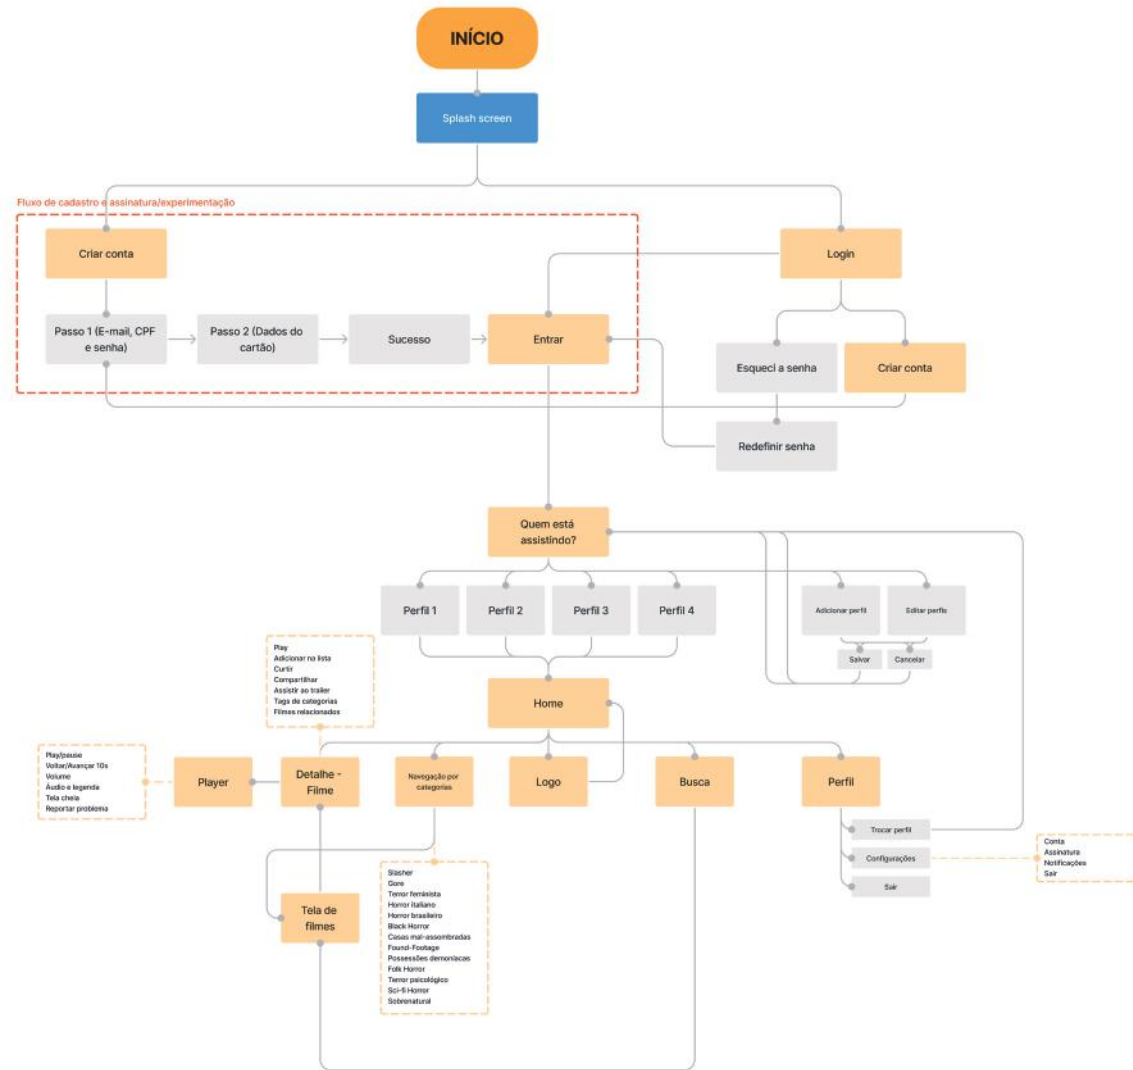 INÍCIO
Splash screen
Fluxo de cadastro e assinatura/experimentação
Criar conta
Login
Passo 1 (E-mail, CPF
e senha)
Passo 2 (Dados do
cartão)
Sucesso
Entrar
Esqueci a senha
Criar conta
Redefinir senha
Quem está
assistindo?
Perfil 1
Perfil 2
Perfil 3
Perfil 4
Adicionar perfil
Editar perfis
Salvar
Cancelar
Play
Adicionar na lista
Curtir
Compartilhar
Assistir ao trailer
Tags de categorias
Filmes relacionados
Home
Play/pause
Voltar/Avançar 10s
Volume
Áudio e legenda
Tela cheia
Reportar problema
Player
Detalhe -
Filme
Navegação por
categorias
Logo
Busca
Perfil
Trocar perfil
Configurações
Sair
Conta
Assinatura
Notificações
Sair
Tela de
filmes
Slasher
Gore
Terror feminista
Horror italiano
Horror brasileiro
Black Horror
Casas mal-assombradas
Found-Footage
Possessões demoníacas
Folk Horror
Terror psicológico
Sci-fi Horror
Sobrenatural